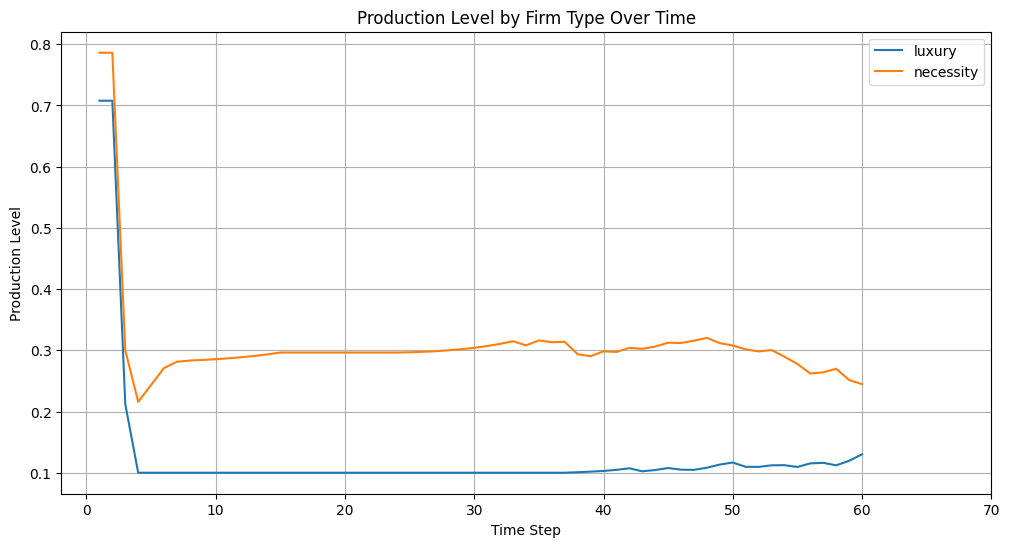 Production Level by Firm Type Over Time
luxury
necessity
Production Level
0.8
0.7
0.6
0.5
0.4
0.3
0.2
0.1
0 10 20 30 40 50 60 70
Time Step